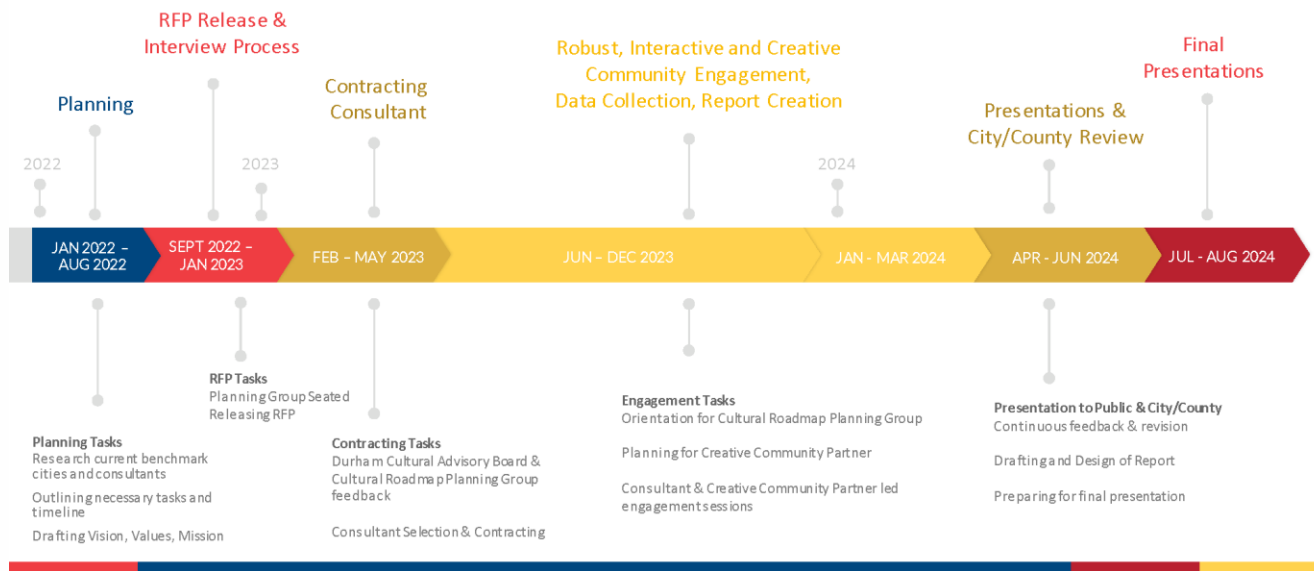 RFP Release &
Interview Process
Planning
2022
2023
Contracting
Consultant
Robust, Interactive and Creative
Community Engagement,
Data Collection, Report Creation
2024
Presentations &
City/County Review
Final
Presentations
JAN 2022 –
AUG 2022
SEPT 2022 –
JAN 2023
FEB – MAY 2023
JUN – DEC 2023
JAN - MAR 2024
APR - JUN 2024
JUL - AUG 2024
Planning Tasks
Research current benchmark
cities and consultants
Outlining necessary tasks and
timeline
Drafting Vision, Values, Mission
RFP Tasks
Planning Group Seated
Releasing RFP
Contracting Tasks
Durham Cultural Advisory Board &
Cultural Roadmap Planning Group
feedback
Consultant Selection & Contracting
Engagement Tasks
Orientation for Cultural Roadmap Planning Group
Planning for Creative Community Partner
Consultant & Creative Community Partner led
engagement sessions
Presentation to Public & City/County
Continuous feedback & revision
Drafting and Design of Report
Preparing for final presentation